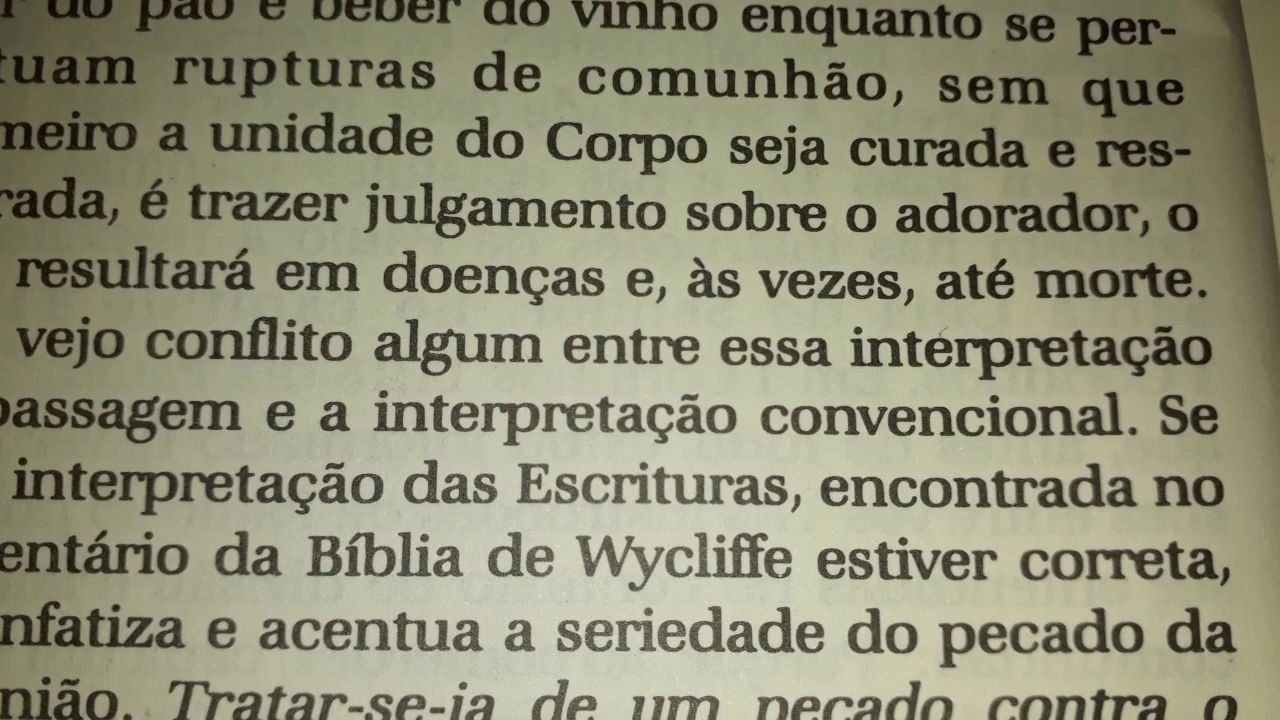 do pão e beber do vinho enquanto se per-
tuam rupturas de comunhão, sem que
meiro a unidade do Corpo seja curada e res-
rada, é trazer julgamento sobre o adorador, o
resultará em doenças e, às vezes, até morte.
vejo conflito algum entre essa interpretação
passagem e a interpretação convencional. Se
interpretação das Escrituras, encontrada no
entário da Bíblia de Wycliffe estiver correta,
nfatiza e acentua a seriedade do pecado da
nião. Tratar-se-ia de um pecado contra o